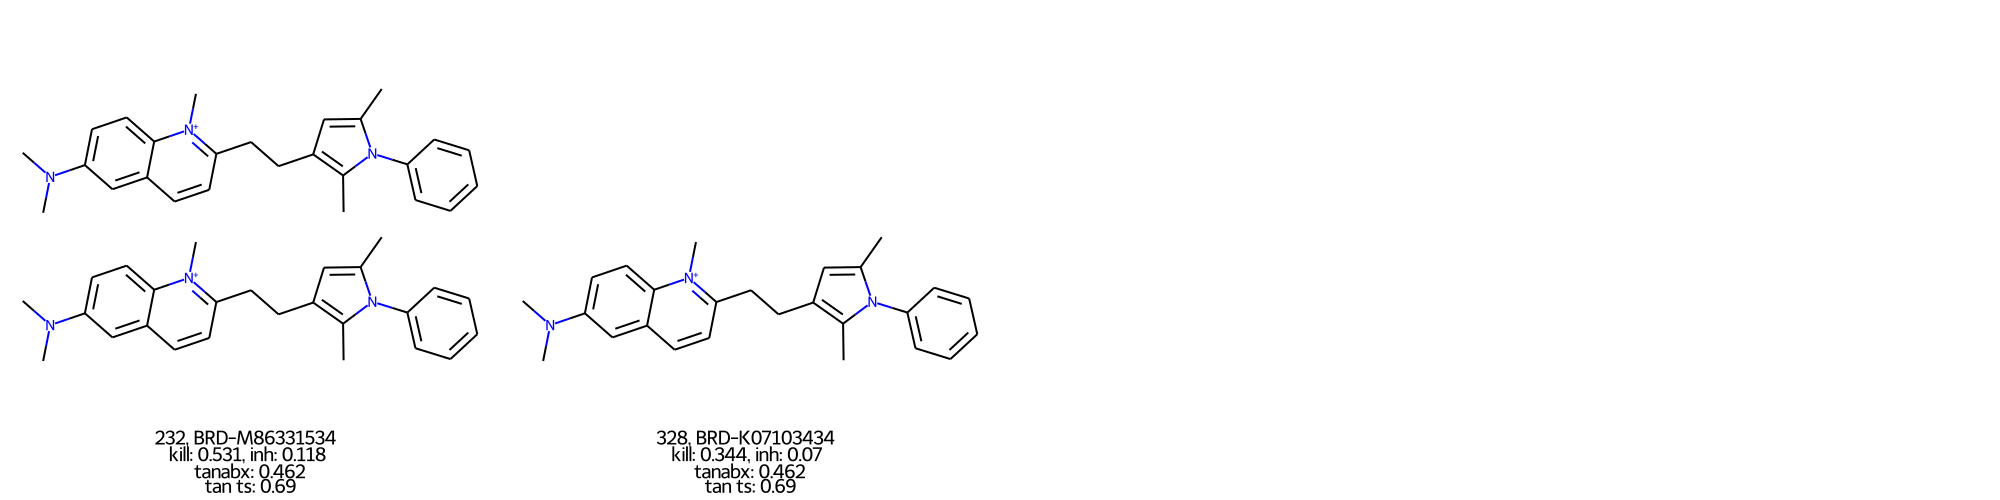 N+
N
N
N+
N
N
N+
N
N
232, BRD-M86331534
kill: 0.531, inh: 0.118
tanabx: 0.462
tan ts: 0.69
328, BRD-K07103434
kill: 0.344, inh: 0.07
tanabx: 0.462
tan ts: 0.69